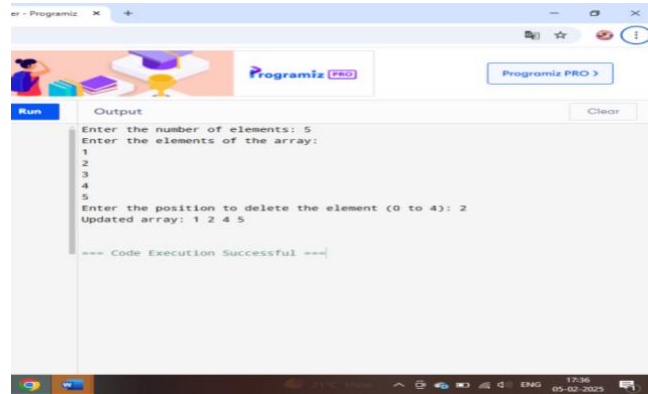 er - Programiz × +
Programiz PRO
Programiz PRO >
Run
Output
Clear
Enter the number of elements: 5
Enter the elements of the array:
1
2
3
4
5
Enter the position to delete the element (0 to 4): 2
Updated array: 1 2 4 5
=== Code Execution Successful ===
ENG
17:36
05-02-2025